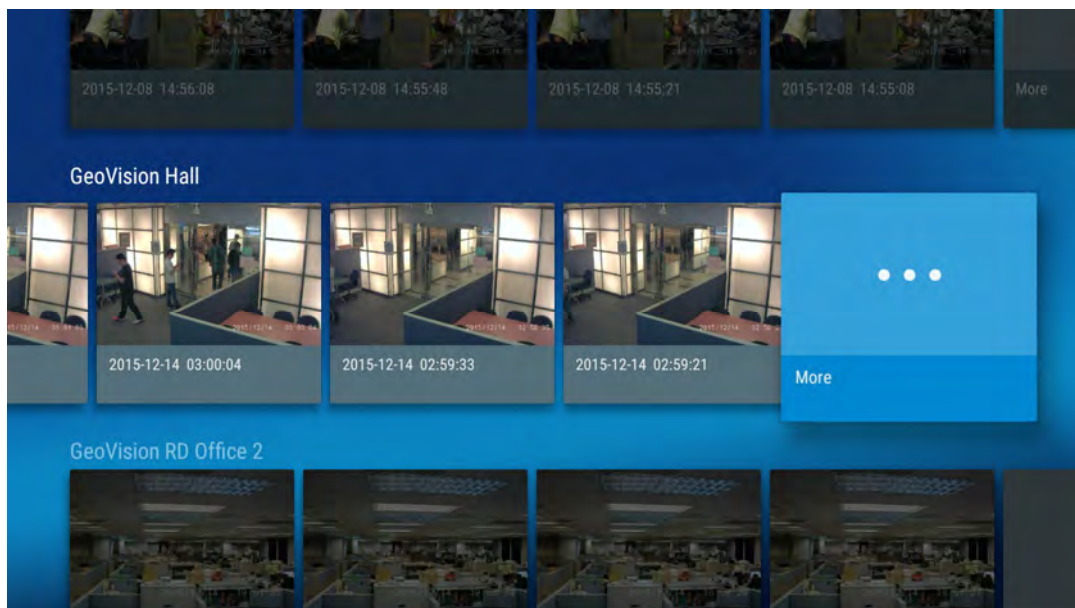 2015-12-08 14:56:08
2015-12-08 14:55:48
2015-12-08 14:55:21
2015-12-08 14:55:08
More
GeoVision Hall
2015-12-14 03:00:04
2015-12-14 02:59:33
2015-12-14 02:59:21
More
GeoVision RD Office 2